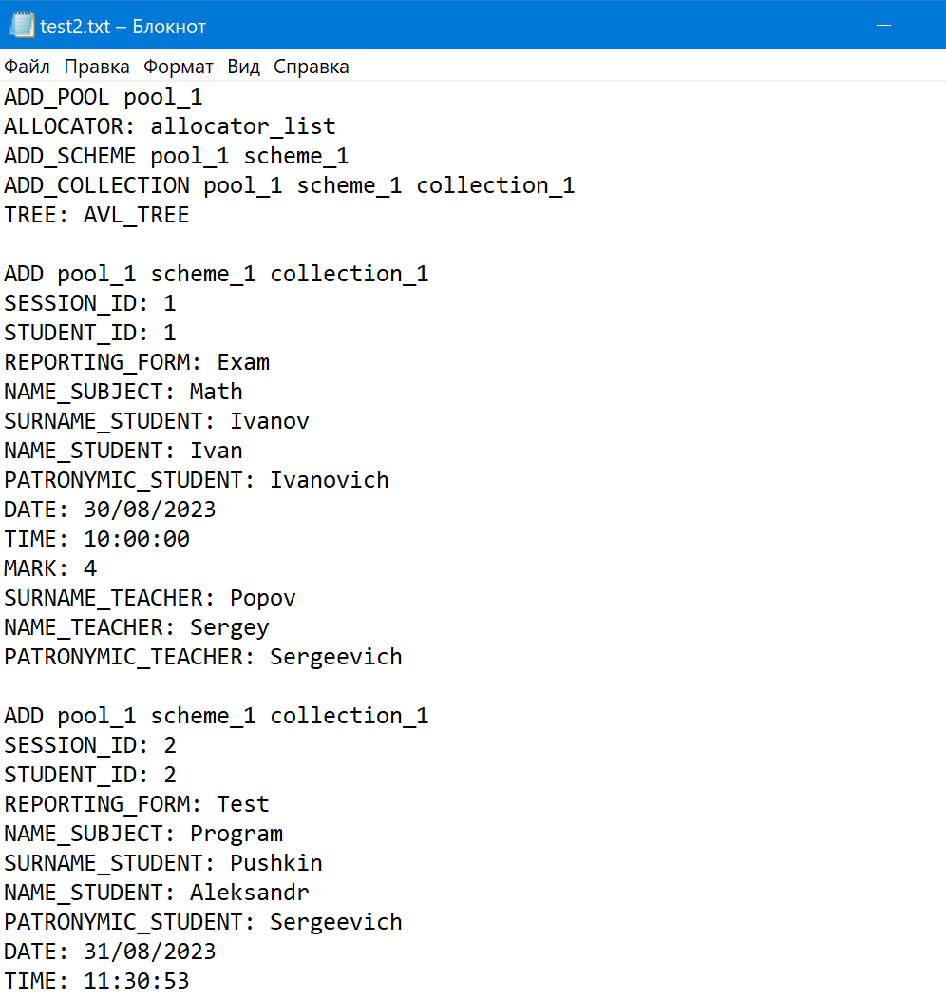 test2.txt – Блокнот
Файл Правка Формат Вид Справка
ADD_POOL pool_1
ALLOCATOR: allocator_list
ADD_SCHEME pool_1 scheme_1
ADD_COLLECTION pool_1 scheme_1 collection_1
TREE: AVL_TREE

ADD pool_1 scheme_1 collection_1
SESSION_ID: 1
STUDENT_ID: 1
REPORTING_FORM: Exam
NAME_SUBJECT: Math
SURNAME_STUDENT: Ivanov
NAME_STUDENT: Ivan
PATRONYMIC_STUDENT: Ivanovich
DATE: 30/08/2023
TIME: 10:00:00
MARK: 4
SURNAME_TEACHER: Popov
NAME_TEACHER: Sergey
PATRONYMIC_TEACHER: Sergeevich

ADD pool_1 scheme_1 collection_1
SESSION_ID: 2
STUDENT_ID: 2
REPORTING_FORM: Test
NAME_SUBJECT: Program
SURNAME_STUDENT: Pushkin
NAME_STUDENT: Aleksandr
PATRONYMIC_STUDENT: Sergeevich
DATE: 31/08/2023
TIME: 11:30:53